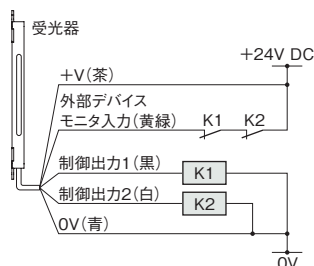 受光器
+24V DC
+V(茶)
外部デバイス
モニタ入力(黄緑) K1 K2
制御出力1(黒) K1
制御出力2(白) K2
0V(青)
0V